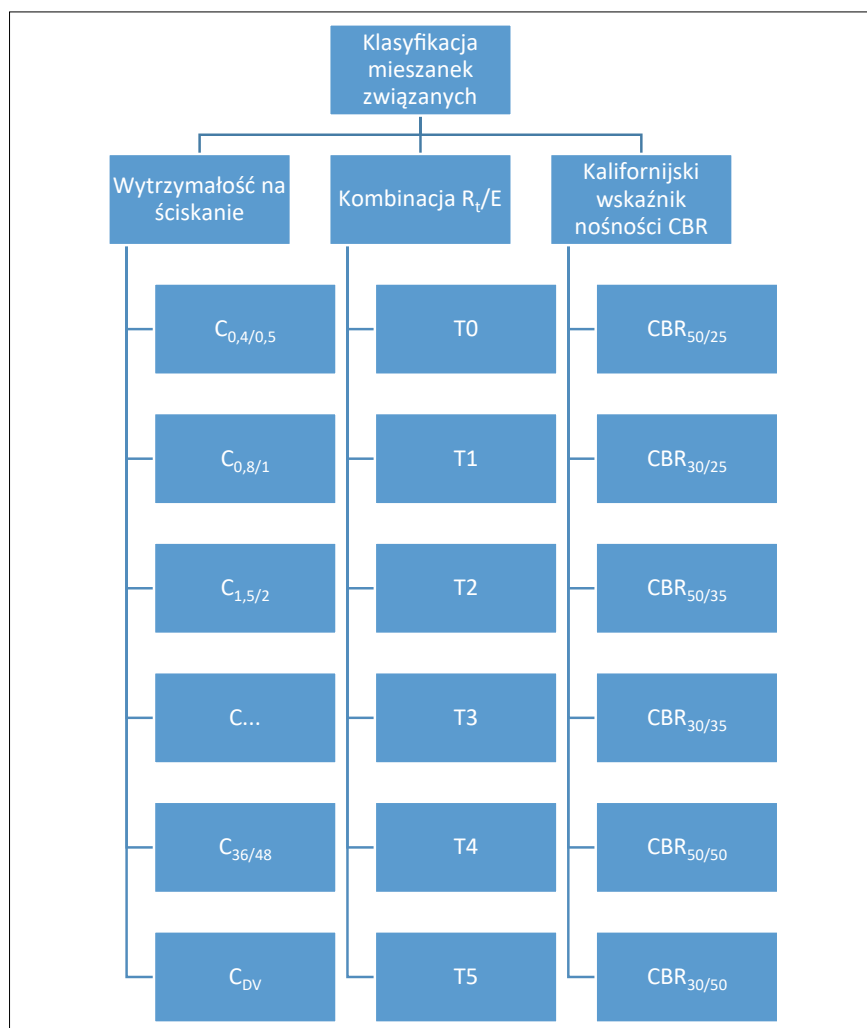 Klasyfikacja
mieszanek
związanych
Wytrzymałość na
ściskanie
Kombinacja Rt/E
Kalifornijski
wskaźnik
nośności CBR
C0,4/0,5
T0
CBR50/25
C0,8/1
T1
CBR30/25
C1,5/2
T2
CBR50/35
C...
T3
CBR30/35
C36/48
T4
CBR50/50
CDV
T5
CBR30/50